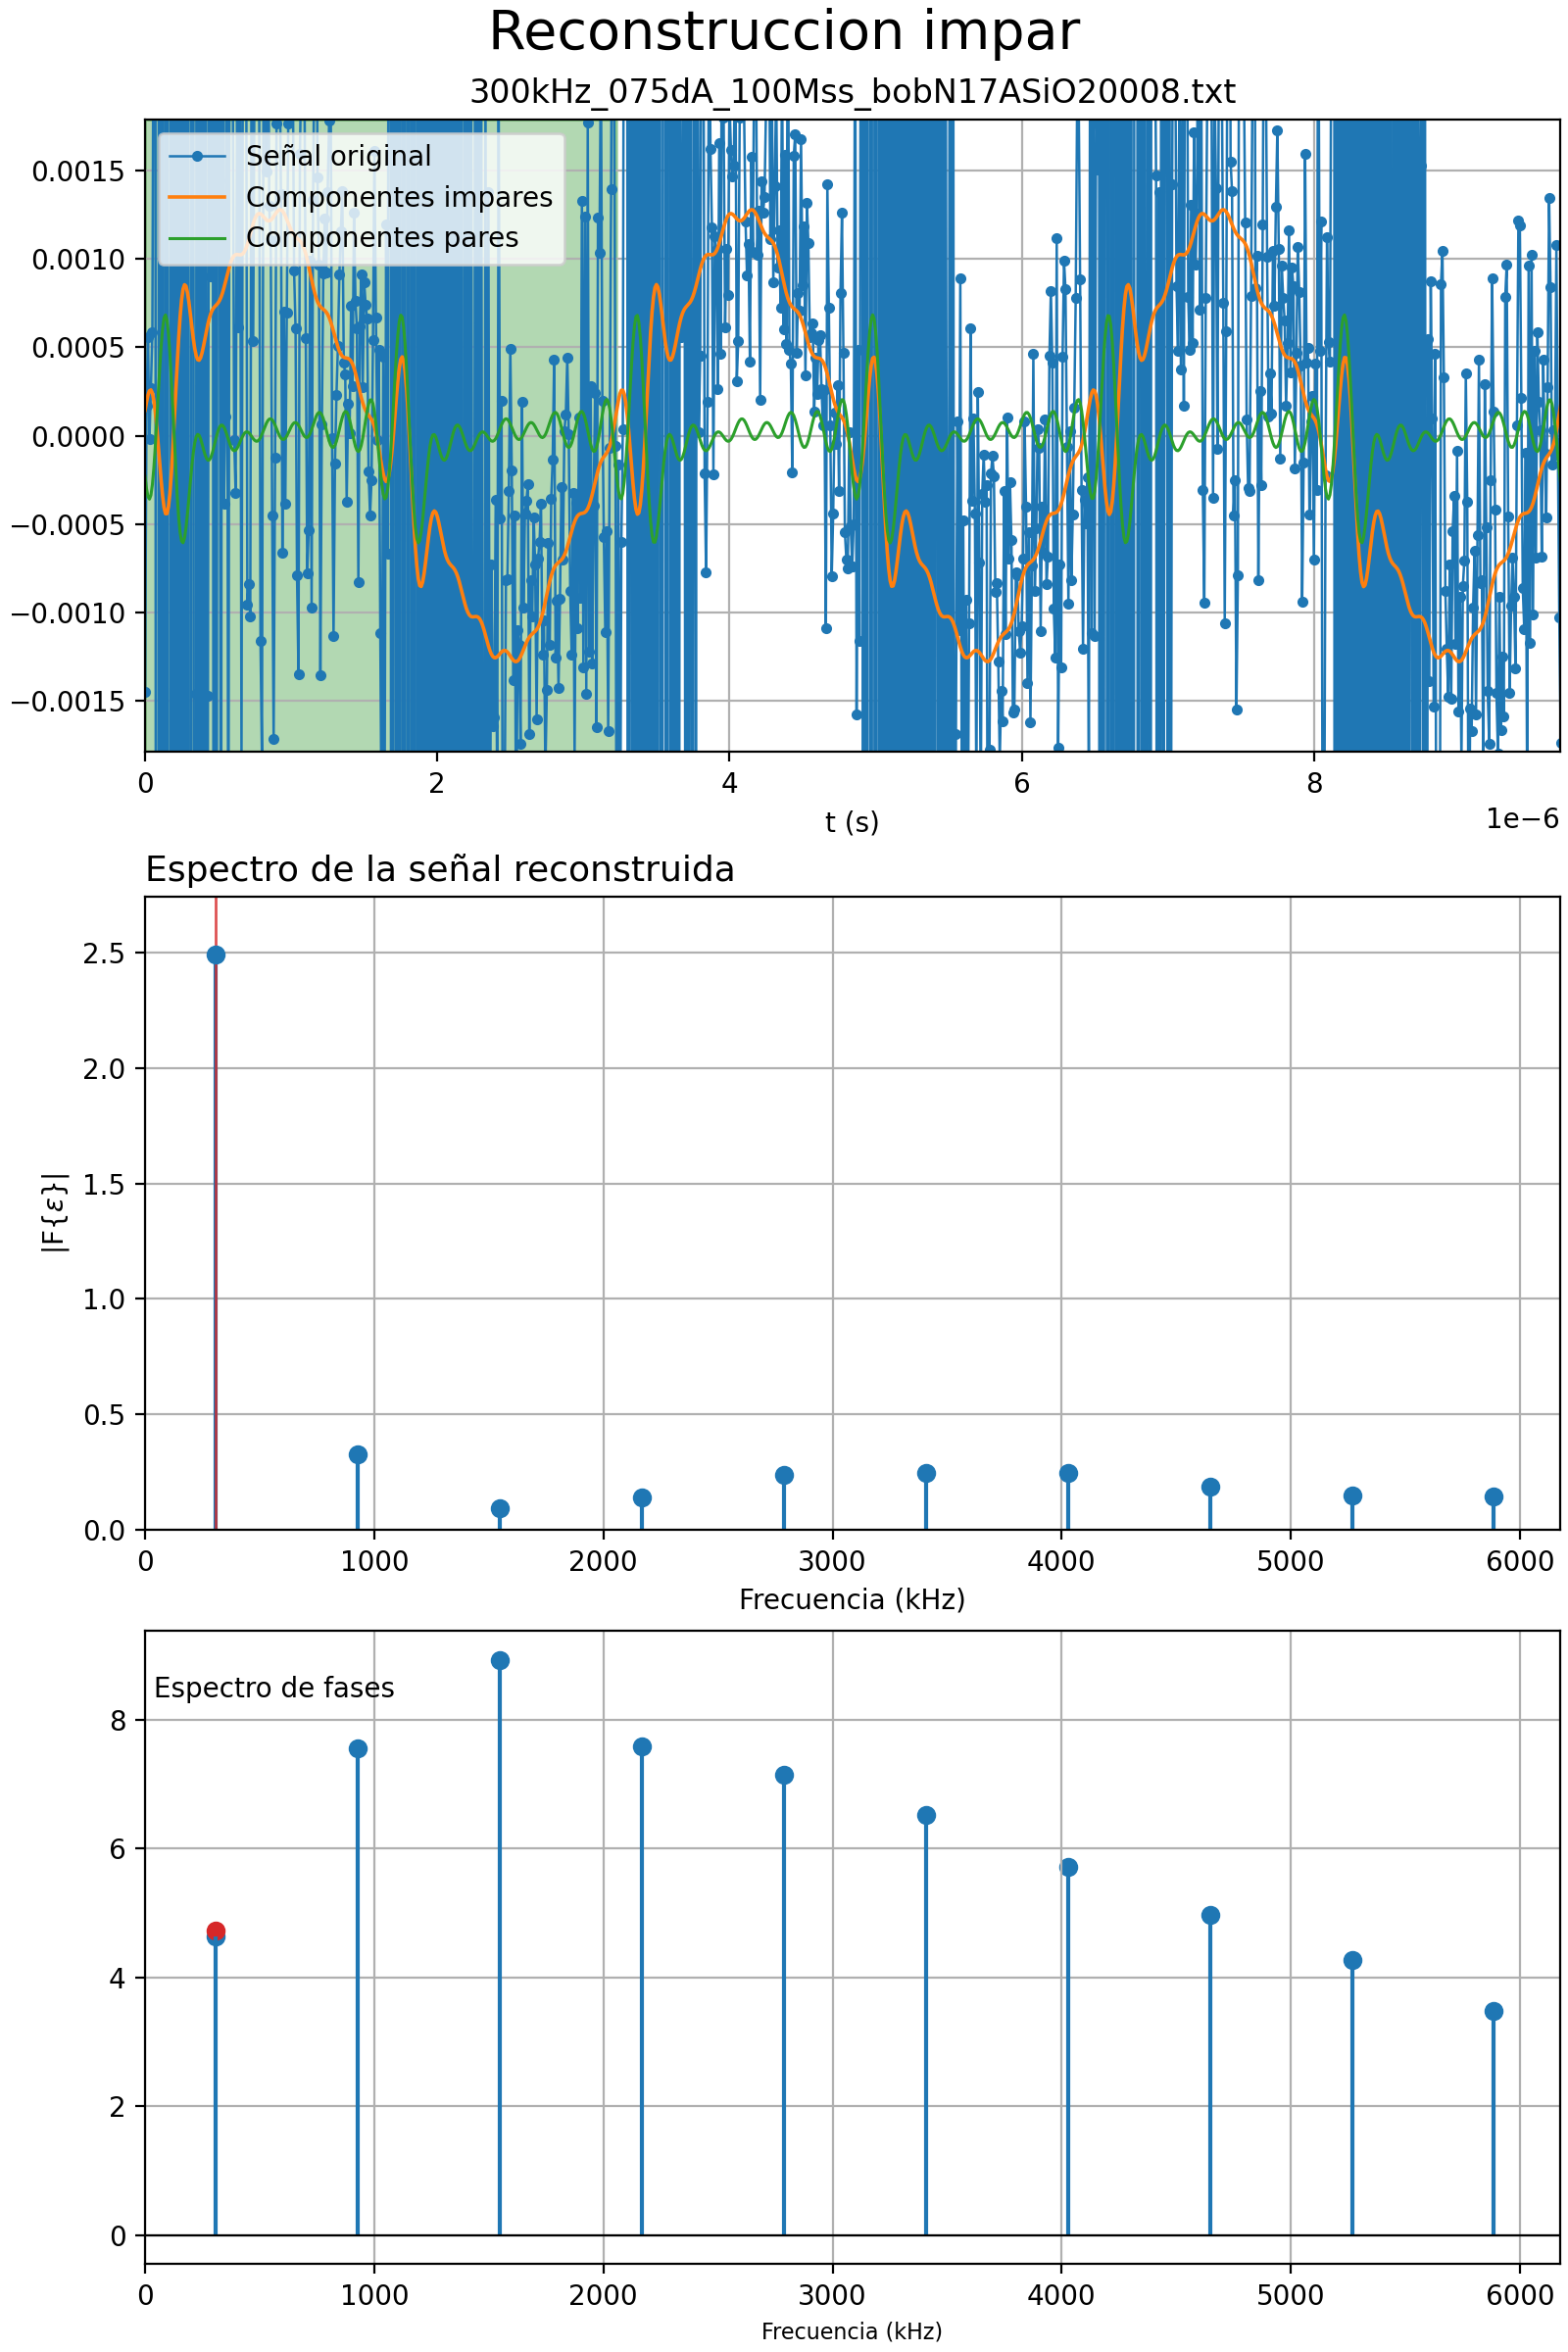 Reconstruccion impar
300kHz_075dA_100Mss_bobN17ASiO20008.txt
Señal original
Componentes impares
Componentes pares
0.0015
0.0010
0.0005
0.0000
−0.0005
−0.0010
−0.0015
0 2 4 6 8
1e−6
t (s)
Espectro de la señal reconstruida
2.5
2.0
1.5
1.0
0.5
0.0
|F{ε}|
0 1000 2000 3000 4000 5000 6000
Frecuencia (kHz)
Espectro de fases
8
6
4
2
0
0 1000 2000 3000 4000 5000 6000
Frecuencia (kHz)